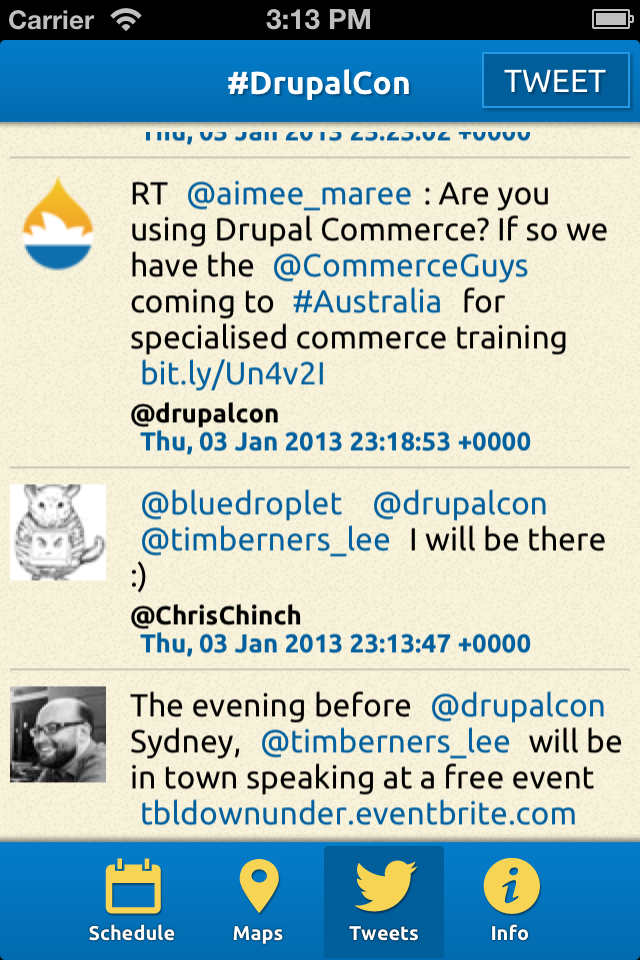 Carrier 3:13 PM
#DrupalCon TWEET
Thu, 03 Jan 2013 23:23:02 +0000
RT @aimee_maree : Are you
using Drupal Commerce? If so we
have the @CommerceGuys
coming to #Australia for
specialised commerce training
bit.ly/Un4v2I
@drupalcon
Thu, 03 Jan 2013 23:18:53 +0000
@bluedroplet @drupalcon
@timberners_lee I will be there
:)
@ChrisChinch
Thu, 03 Jan 2013 23:13:47 +0000
The evening before @drupalcon
Sydney, @timberners_lee will be
in town speaking at a free event
tbldownunder.eventbrite.com
Schedule Maps Tweets Info